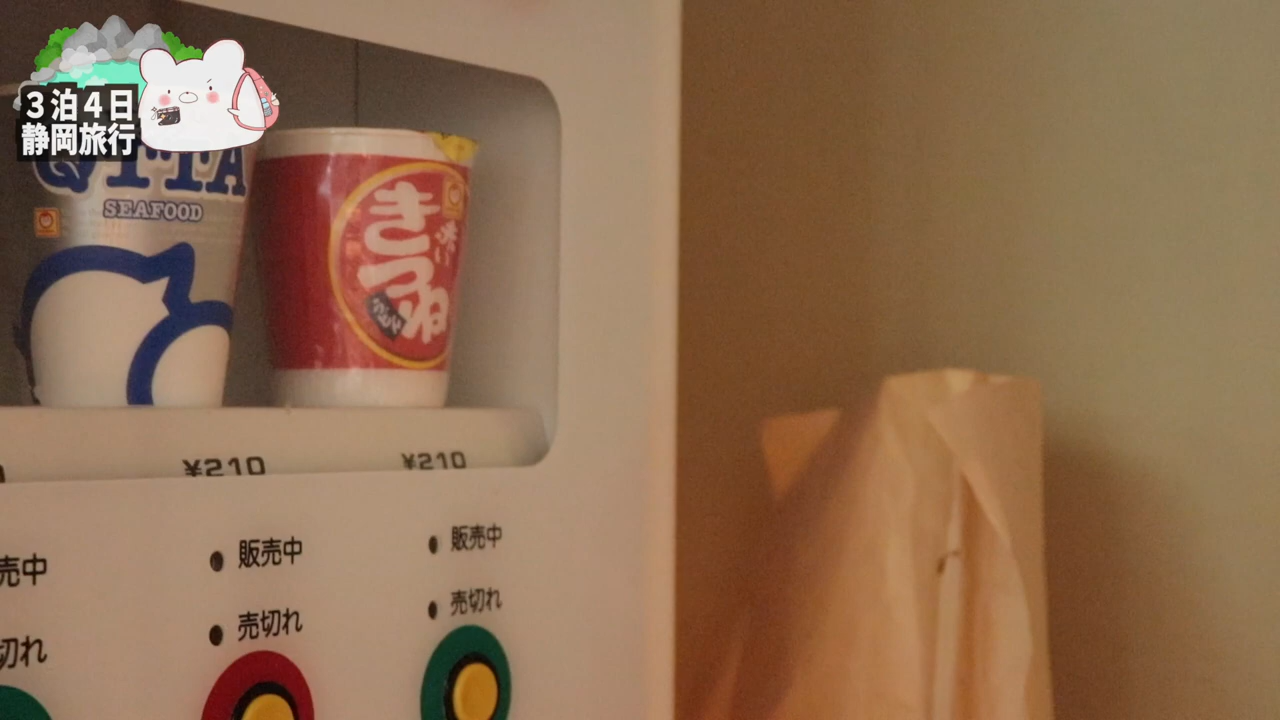 ３泊４日
静岡旅行
QTTA
SEAFOOD
赤い
きつね
うどん
¥210
¥210
販売中
販売中
売中
売切れ
売切れ
切れ